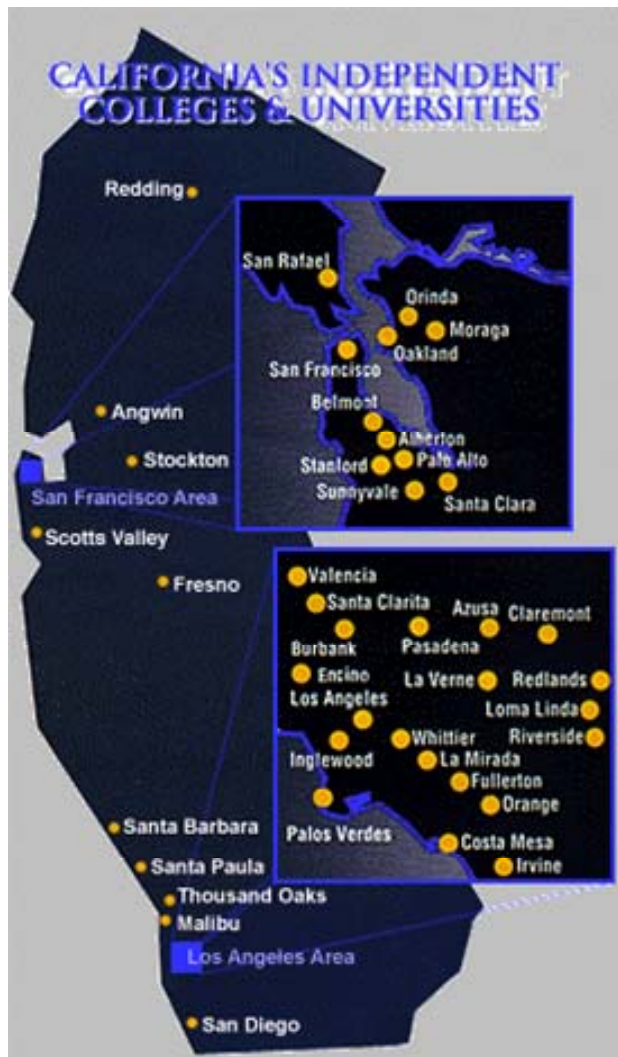 CALIFORNIA'S INDEPENDENT
COLLEGES & UNIVERSITIES
Redding
San Rafael
Orinda
Moraga
Oakland
San Francisco
Belmont
Atherton
Palo Alto
Stanford
Sunnyvale
Santa Clara
Angwin
Stockton
San Francisco Area
Scotts Valley
Fresno
Valencia
Santa Clarita
Azusa
Claremont
Burbank
Pasadena
Encino
La Verne
Redlands
Los Angeles
Loma Linda
Inglewood
Whittier
Riverside
La Mirada
Fullerton
Orange
Palos Verdes
Costa Mesa
Irvine
Santa Barbara
Santa Paula
Thousand Oaks
Malibu
Los Angeles Area
San Diego